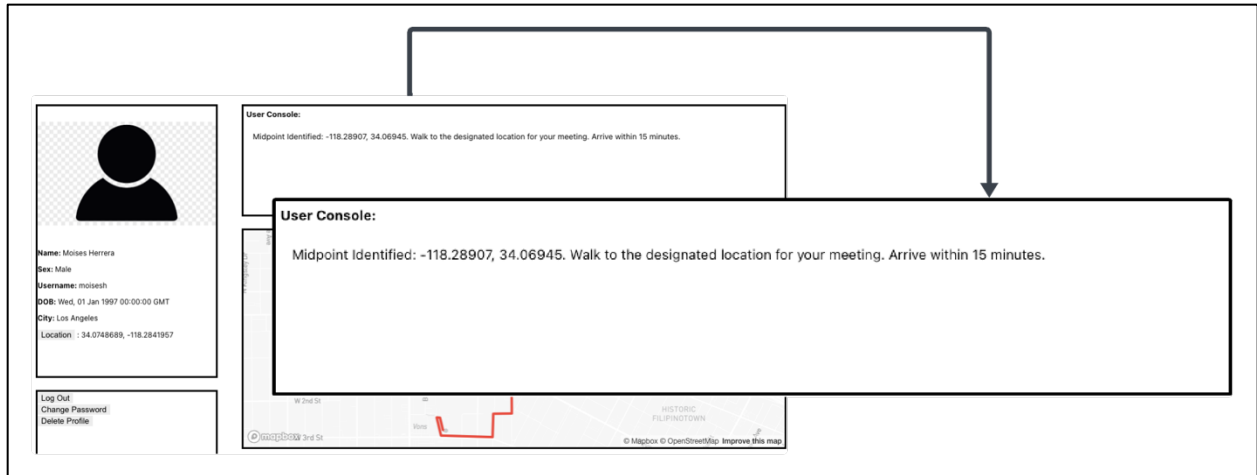 User Console:
Midpoint Identified: -118.28907, 34.06945. Walk to the designated location for your meeting. Arrive within 15 minutes.
Name: Moises Herrera
Sex: Male
Username: moisesh
DOB: Wed, 01 Jan 1997 00:00:00 GMT
City: Los Angeles
Location : 34.0748689, -118.2841957
Log Out
Change Password
Delete Profile
User Console:
Midpoint Identified: -118.28907, 34.06945. Walk to the designated location for your meeting. Arrive within 15 minutes.
W 2nd St
HISTORIC
FILIPINOTOWN
mapbox
W 3rd St
© Mapbox © OpenStreetMap Improve this map